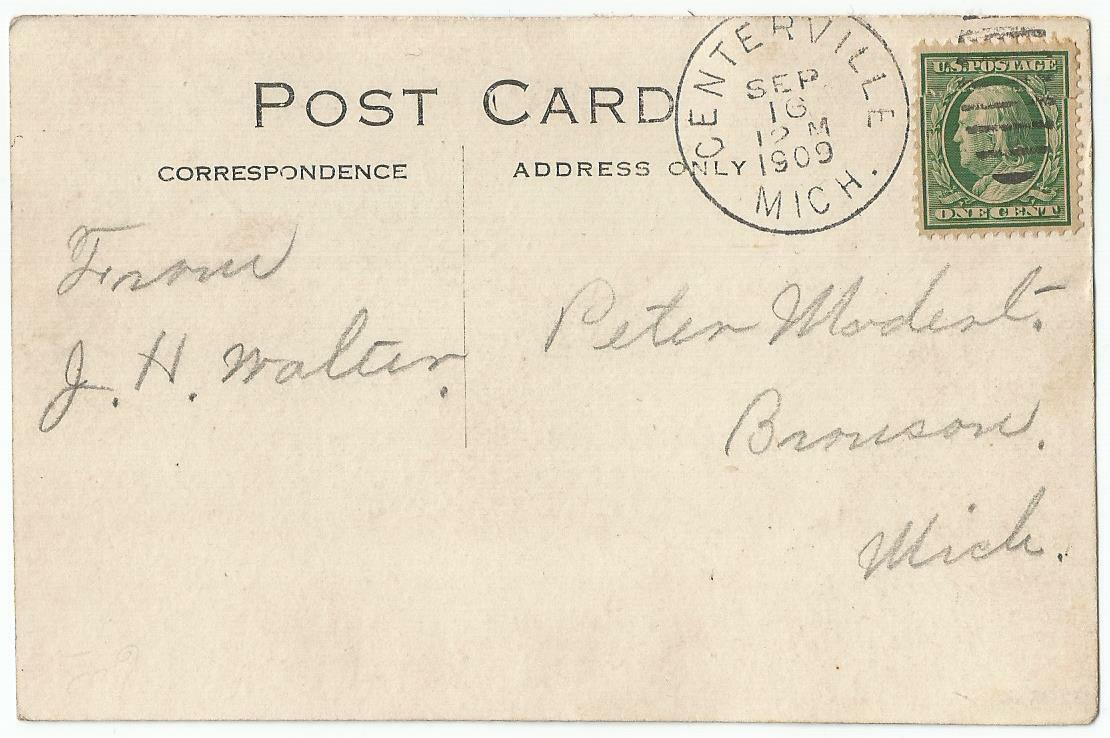 POST CARD
CORRESPONDENCE
ADDRESS ONLY
CENTERVILLE
SEP
16
12 M
1909
MICH.
U.S. POSTAGE
ONE CENT
From
J. H. Walter.
Peter Modert.
Bronson.
Mich.